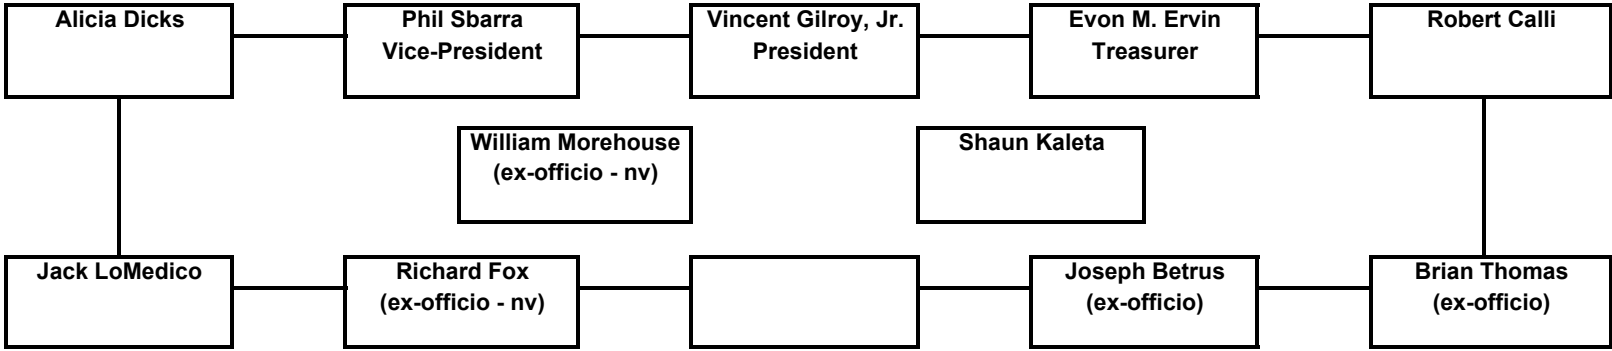 Alicia Dicks
Phil Sbarra
Vice-President
Vincent Gilroy, Jr.
President
Evon M. Ervin
Treasurer
Robert Calli
William Morehouse
(ex-officio - nv)
Shaun Kaleta
Jack LoMedico
Richard Fox
(ex-officio - nv)
Joseph Betrus
(ex-officio)
Brian Thomas
(ex-officio)